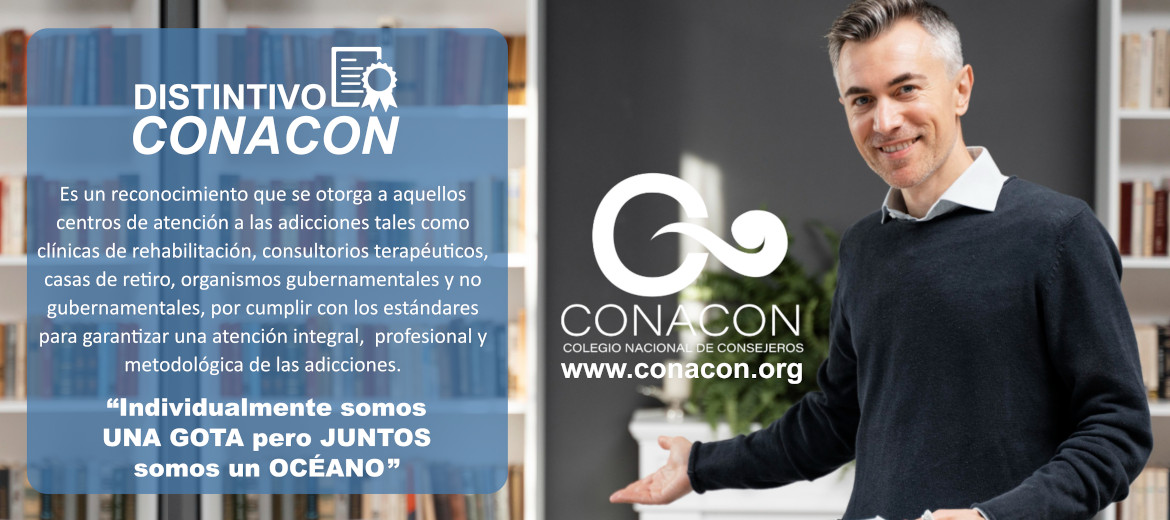 DISTINTIVO
CONACON
Es un reconocimiento que se otorga a aquellos
centros de atención a las adicciones tales como
clínicas de rehabilitación, consultorios terapéuticos,
casas de retiro, organismos gubernamentales y no
gubernamentales, por cumplir con los estándares
para garantizar una atención integral,  profesional y
metodológica de las adicciones.
“Individualmente somos
UNA GOTA pero JUNTOS
somos un OCÉANO”
CONACON
COLEGIO NACIONAL DE CONSEJEROS
www.conacon.org